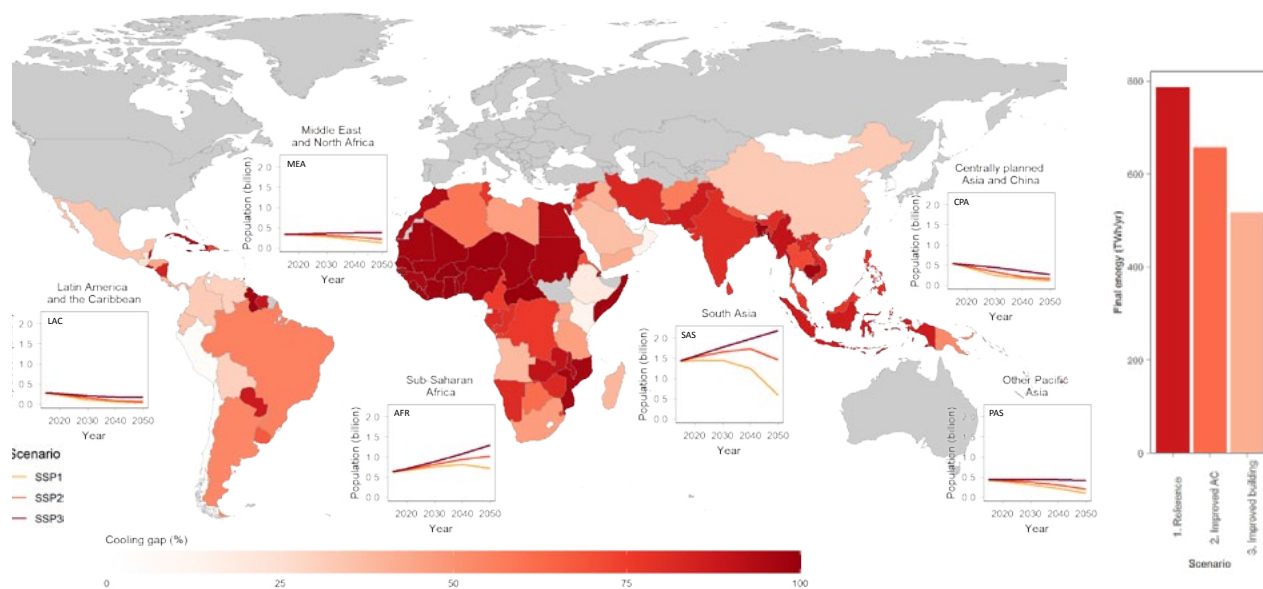 Middle East
and North Africa
MEA
Population (billion)
2.0
1.5
1.0
0.5
0.0
2020 2030 2040 2050
Year
Centrally planned
Asia and China
CPA
Population (billion)
2.0
1.5
1.0
0.5
0.0
2020 2030 2040 2050
Year
Latin America
and the Caribbean
LAC
2.0
1.5
1.0
0.5
0.0
2020 2030 2040 2050
Year
South Asia
SAS
Population (billion)
2.0
1.5
1.0
0.5
0.0
2020 2030 2040 2050
Year
Sub-Saharan
Africa
AFR
Population (billion)
2.0
1.5
1.0
0.5
0.0
2020 2030 2040 2050
Year
Other Pacific
Asia
PAS
Population (billion)
2.0
1.5
1.0
0.5
0.0
2020 2030 2040 2050
Year
cenario
SSP1
SSP2
SSP3
Cooling gap (%)
0 25 50 75 100
Final energy (TWh/yr)
800
600
400
200
0
1. Reference
2. Improved AC
3. Improved building
Scenario